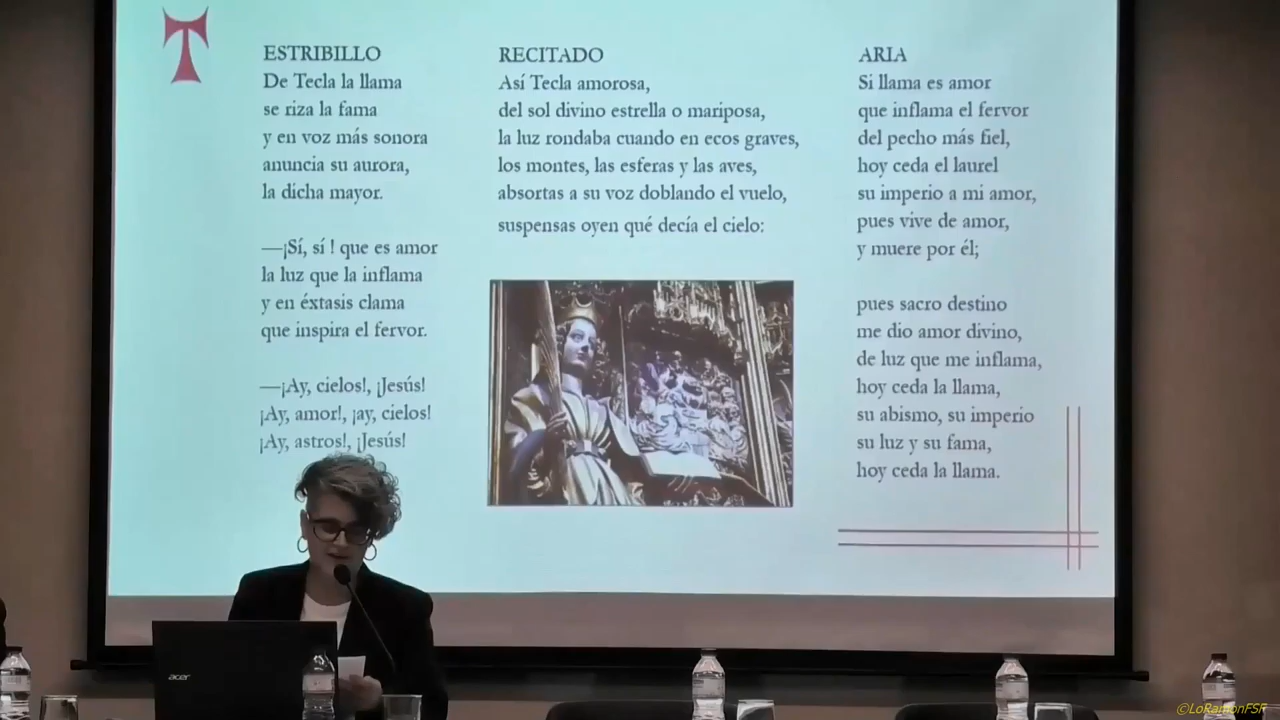 ESTRIBILLO
De Tecla la llama
se riza la fama
y en voz más sonora
anuncia su aurora,
la dicha mayor.
—¡Sí, sí ! que es amor
la luz que la inflama
y en éxtasis clama
que inspira el fervor.
—¡Ay, cielos!, ¡Jesús!
¡Ay, amor!, ¡ay, cielos!
¡Ay, astros!, ¡Jesús!
RECITADO
Así Tecla amorosa,
del sol divino estrella o mariposa,
la luz rondaba cuando en ecos graves,
los montes, las esferas y las aves,
absortas a su voz doblando el vuelo,
suspensas oyen qué decía el cielo:
ARIA
Si llama es amor
que inflama el fervor
del pecho más fiel,
hoy ceda el laurel
su imperio a mi amor,
pues vive de amor,
y muere por él;
pues sacro destino
me dio amor divino,
de luz que me inflama,
hoy ceda la llama,
su abismo, su imperio
su luz y su fama,
hoy ceda la llama.
acer
©LoRamonFSF